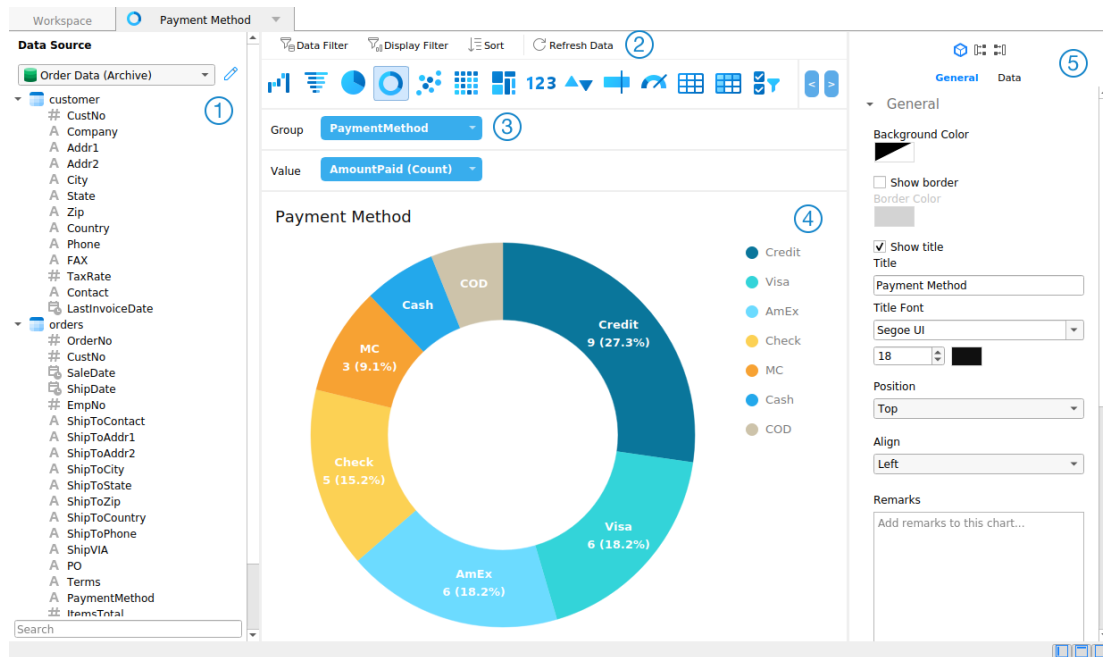 Workspace
Payment Method
Data Source
Order Data (Archive)
1
customer
# CustNo
A Company
A Addr1
A Addr2
A City
A State
A Zip
A Country
A Phone
A FAX
# TaxRate
A Contact
LastInvoiceDate
orders
# OrderNo
# CustNo
SaleDate
ShipDate
# EmpNo
A ShipToContact
A ShipToAddr1
A ShipToAddr2
A ShipToCity
A ShipToState
A ShipToZip
A ShipToCountry
A ShipToPhone
A ShipVIA
A PO
A Terms
A PaymentMethod
# ItemsTotal
Search
Data Filter Display Filter Sort Refresh Data 2
123
< >
Group PaymentMethod 3
Value AmountPaid (Count)
Payment Method
4
Credit
9 (27.3%)
Visa
6 (18.2%)
AmEx
6 (18.2%)
Check
5 (15.2%)
MC
3 (9.1%)
Cash
COD
Credit
Visa
AmEx
Check
MC
Cash
COD
5
General Data
General
Background Color
Show border
Border Color
Show title
Title
Payment Method
Title Font
Segoe UI
18
Position
Top
Align
Left
Remarks
Add remarks to this chart...